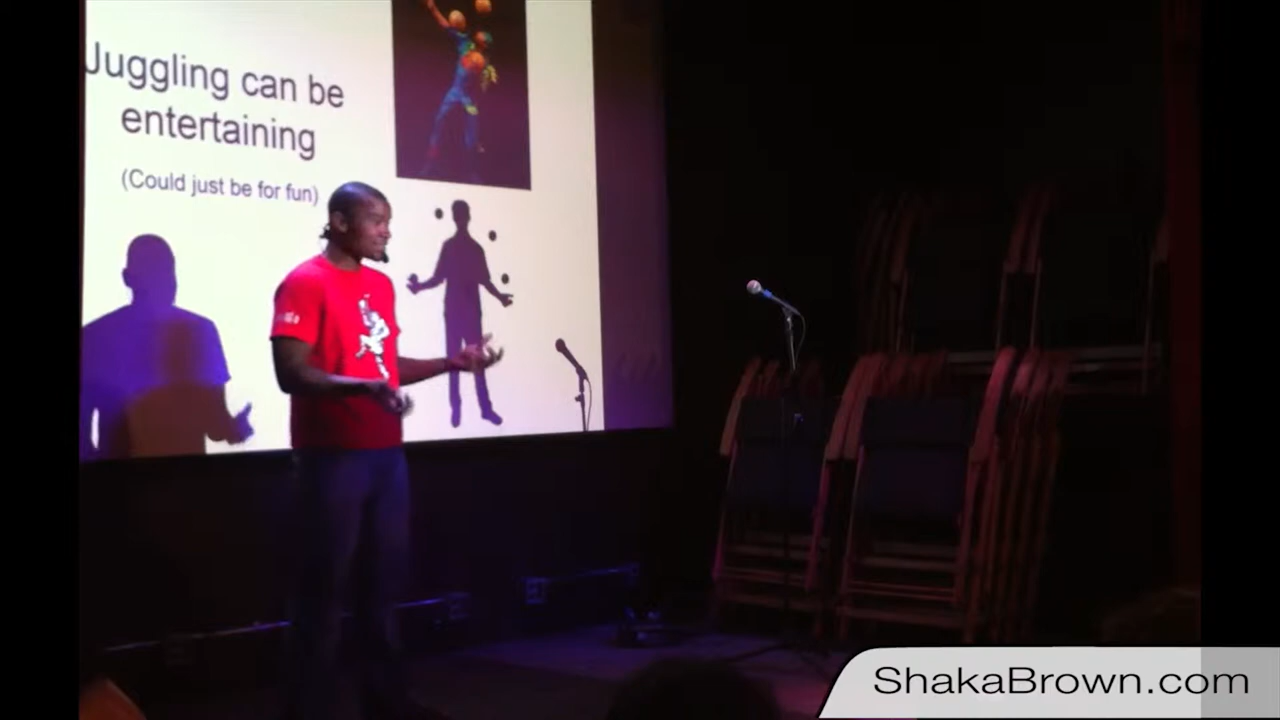 Juggling can be
entertaining
(Could just be for fun)
ShakaBrown.com